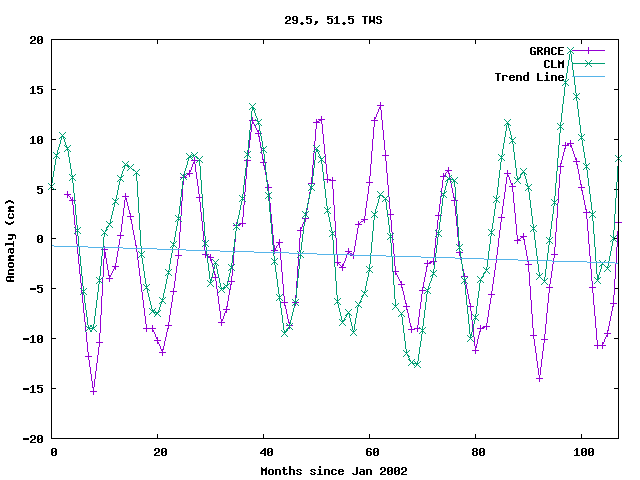 29.5, 51.5 TWS
GRACE
CLM
Trend Line
20
15
10
5
0
-5
-10
-15
-20
Anomaly (cm)
0 20 40 60 80 100
Months since Jan 2002